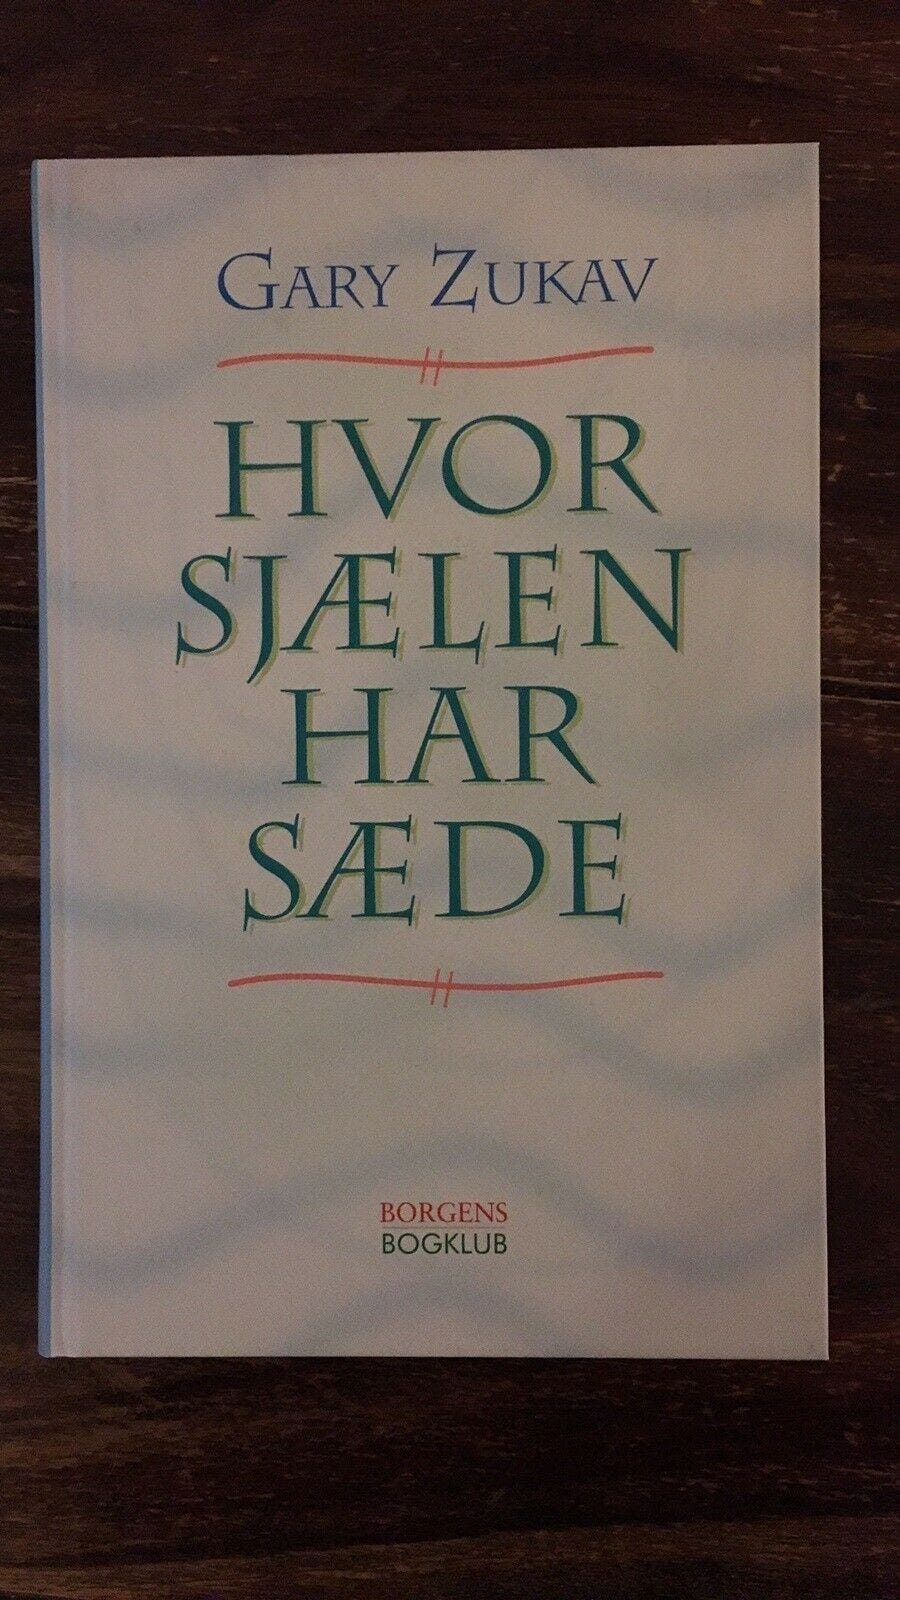 GARY ZUKAV
HVOR
SJÆLEN
HAR
SÆDE
BORGENS
BOGKLUB